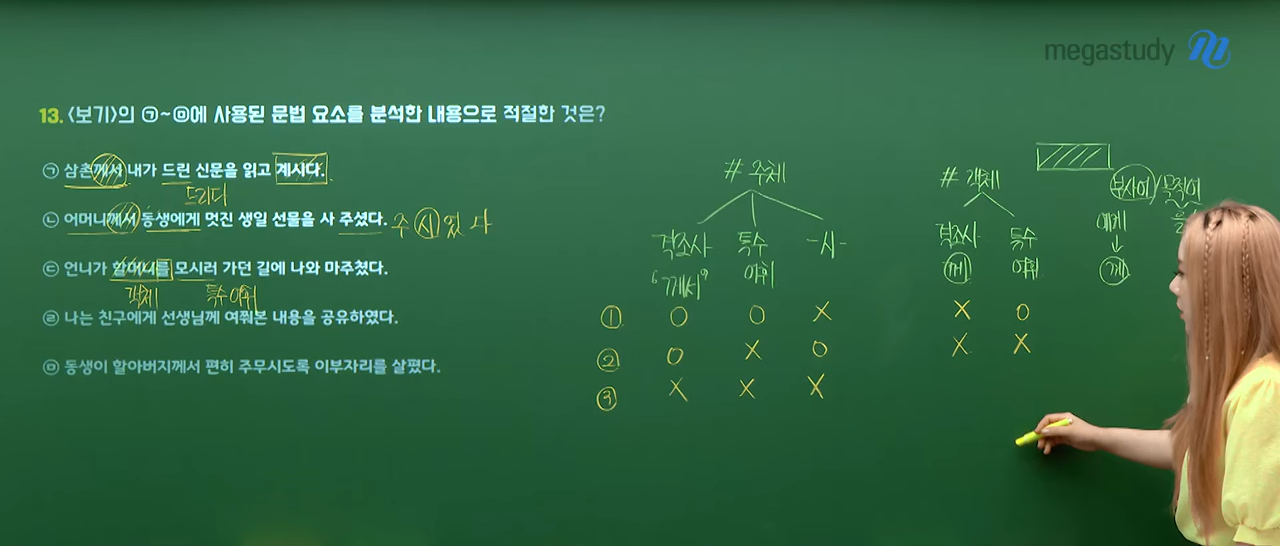 megastudy
13. <보기>의 ㉠~㉤에 사용된 문법 요소를 분석한 내용으로 적절한 것은?
㉠ 삼촌께서 내가 드린 신문을 읽고 계시다.
드리다
㉡ 어머니께서 동생에게 멋진 생일 선물을 사 주셨다. 주시었다
㉢ 언니가 할머니를 모시러 가던 길에 나와 마주쳤다.
객체 특수 어휘
㉣ 나는 친구에게 선생님께 여쭤본 내용을 공유하였다.
㉤ 동생이 할아버지께서 편히 주무시도록 이부자리를 살폈다.
# 주체
격조사 특수 -시-
'께서' 어휘
① O O X
② O X O
③ X X X
# 객체
격조사 특수
께 어휘
X O
X X
부사어/목적어
에게
↓
께